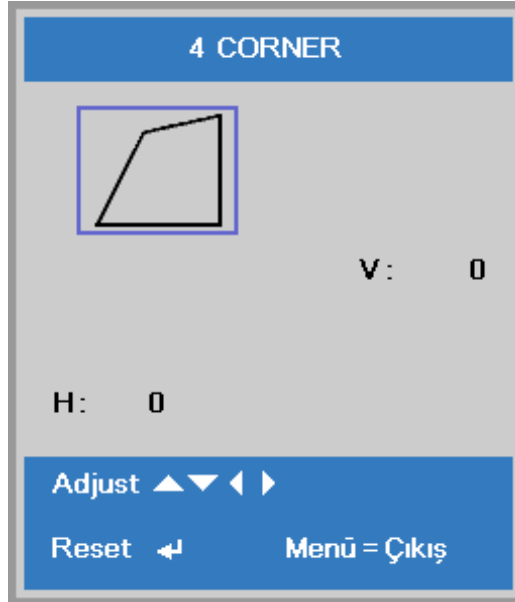 4 CORNER
V: 0
H: 0
Adjust
Reset Menü = Çıkış